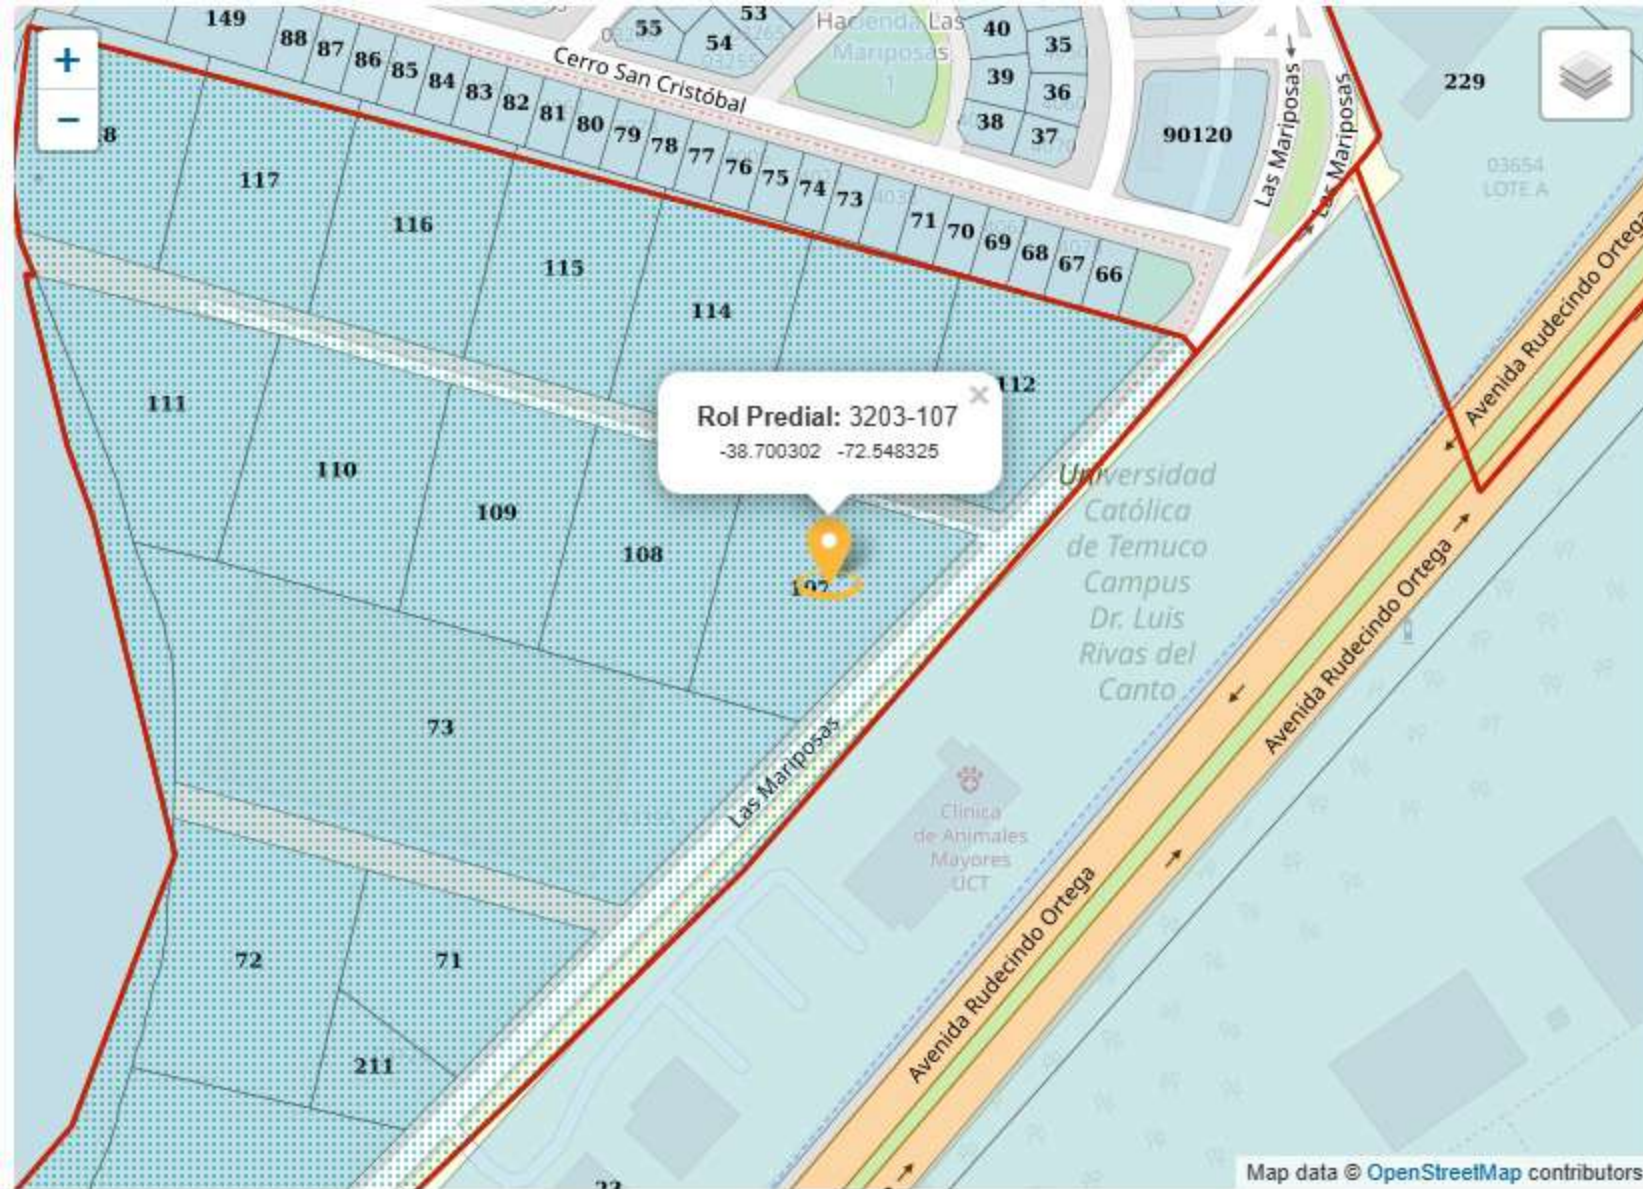 149
88
87
86
85
84
83
82
81
80
79
78
77
76
75
74
73
71
70
69
68
67
66
55
53
54
Hacienda Las
Mariposas
1
Cerro San Cristóbal
40
35
39
36
38
37
90120
Las Mariposas
Las Mariposas
229
03654
LOTE A
+
−
8
117
116
115
114
112
111
110
109
108
107
Rol Predial: 3203-107
-38.700302 -72.548325
×
Universidad
Católica
de Temuco
Campus
Dr. Luis
Rivas del
Canto
Avenida Rudecindo Ortega
Avenida Rudecindo Ortega
Avenida Rudecindo Ortega
73
Las Mariposas
Clínica
de Animales
Mayores
UCT
72
71
211
Map data © OpenStreetMap contributors